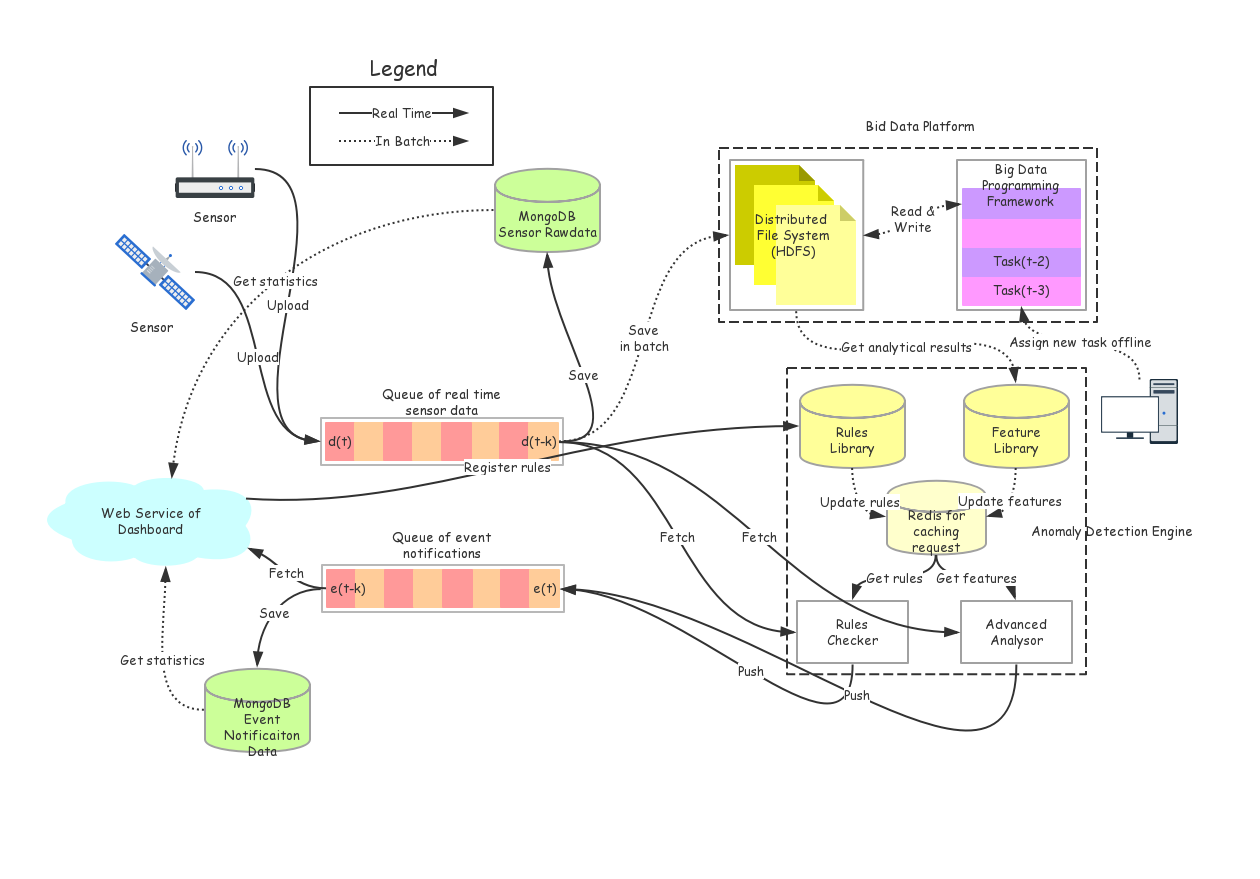 Legend
Real Time
In Batch
Bid Data Platform
Sensor
MongoDB
Sensor Rawdata
Distributed
File System
(HDFS)
Read &
Write
Big Data
Programming
Framework
Task(t-2)
Task(t-3)
Sensor
Get statistics
Upload
Upload
Save
Save
in batch
Get analytical results
Assign new task offline
Queue of real time
sensor data
d(t)
d(t-k)
Register rules
Rules
Library
Feature
Library
Update rules
Update features
Redis for
caching
request
Anomaly Detection Engine
Web Service of
Dashboard
Queue of event
notifications
Fetch
Fetch
Fetch
e(t-k)
e(t)
Get rules
Get features
Save
Rules
Checker
Advanced
Analysor
Get statistics
Push
Push
MongoDB
Event
Notificaiton
Data